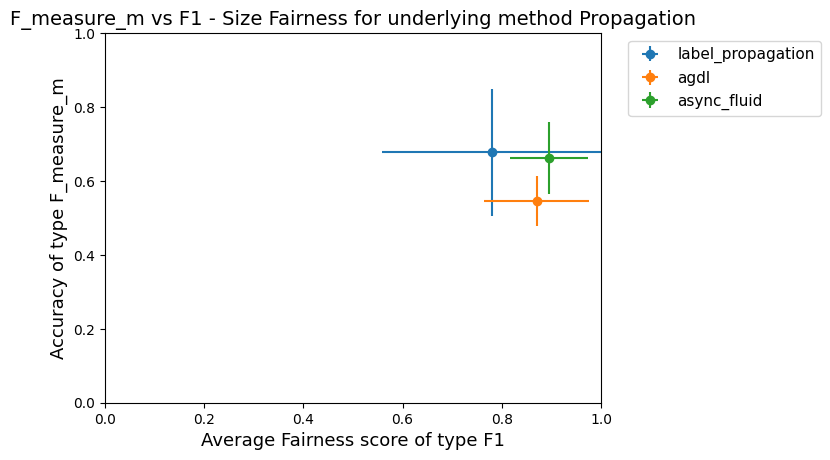 F_measure_m vs F1 - Size Fairness for underlying method Propagation
label_propagation
agdl
async_fluid
Accuracy of type F_measure_m
1.0
0.8
0.6
0.4
0.2
0.0
0.0 0.2 0.4 0.6 0.8 1.0
Average Fairness score of type F1